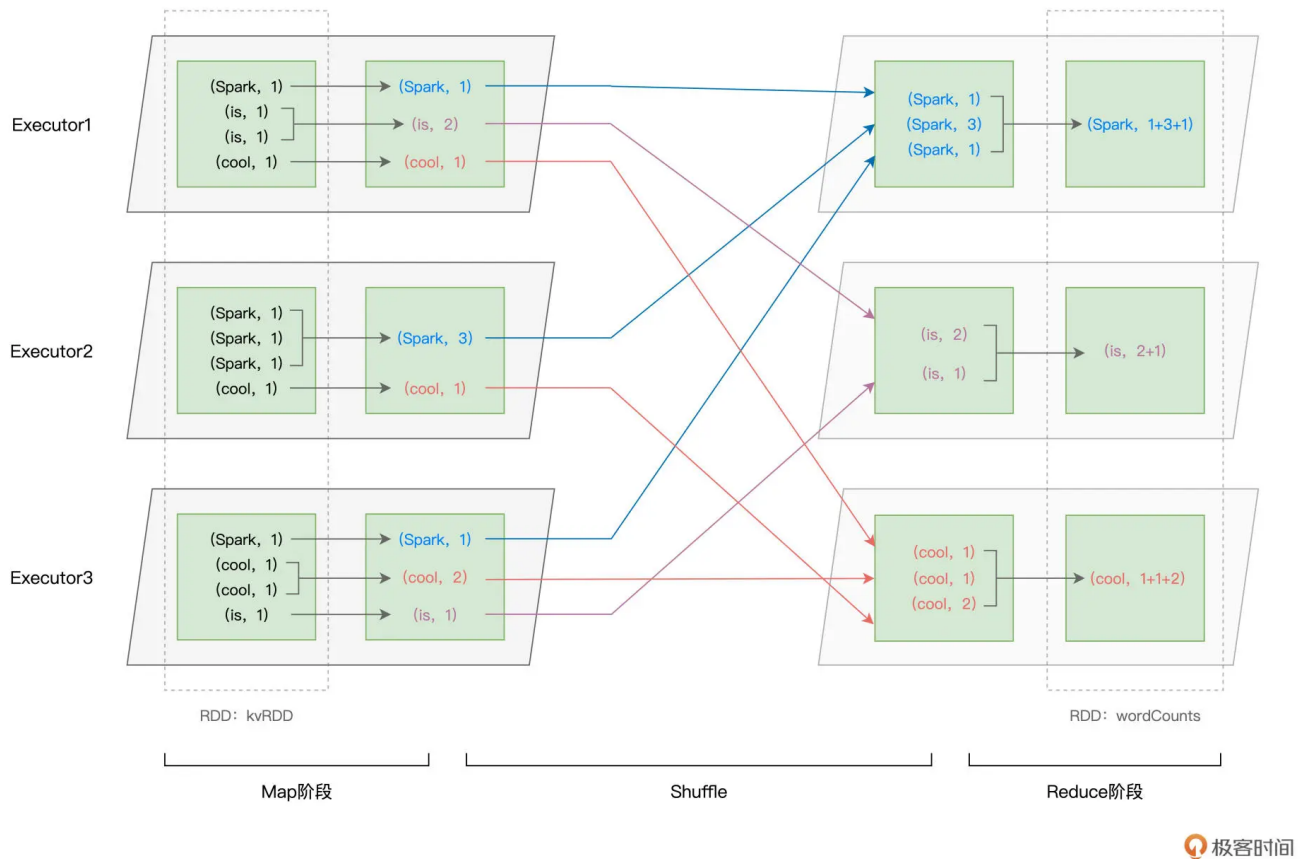 Executor1
(Spark, 1)
(is, 1)
(is, 1)
(cool, 1)
(Spark, 1)
(is, 2)
(cool, 1)
(Spark, 1)
(Spark, 3)
(Spark, 1)
(Spark, 1+3+1)
Executor2
(Spark, 1)
(Spark, 1)
(Spark, 1)
(cool, 1)
(Spark, 3)
(cool, 1)
(is, 2)
(is, 1)
(is, 2+1)
Executor3
(Spark, 1)
(cool, 1)
(cool, 1)
(is, 1)
(Spark, 1)
(cool, 2)
(is, 1)
(cool, 1)
(cool, 1)
(cool, 2)
(cool, 1+1+2)
RDD：kvRDD
RDD：wordCounts
Map阶段
Shuffle
Reduce阶段
极客时间